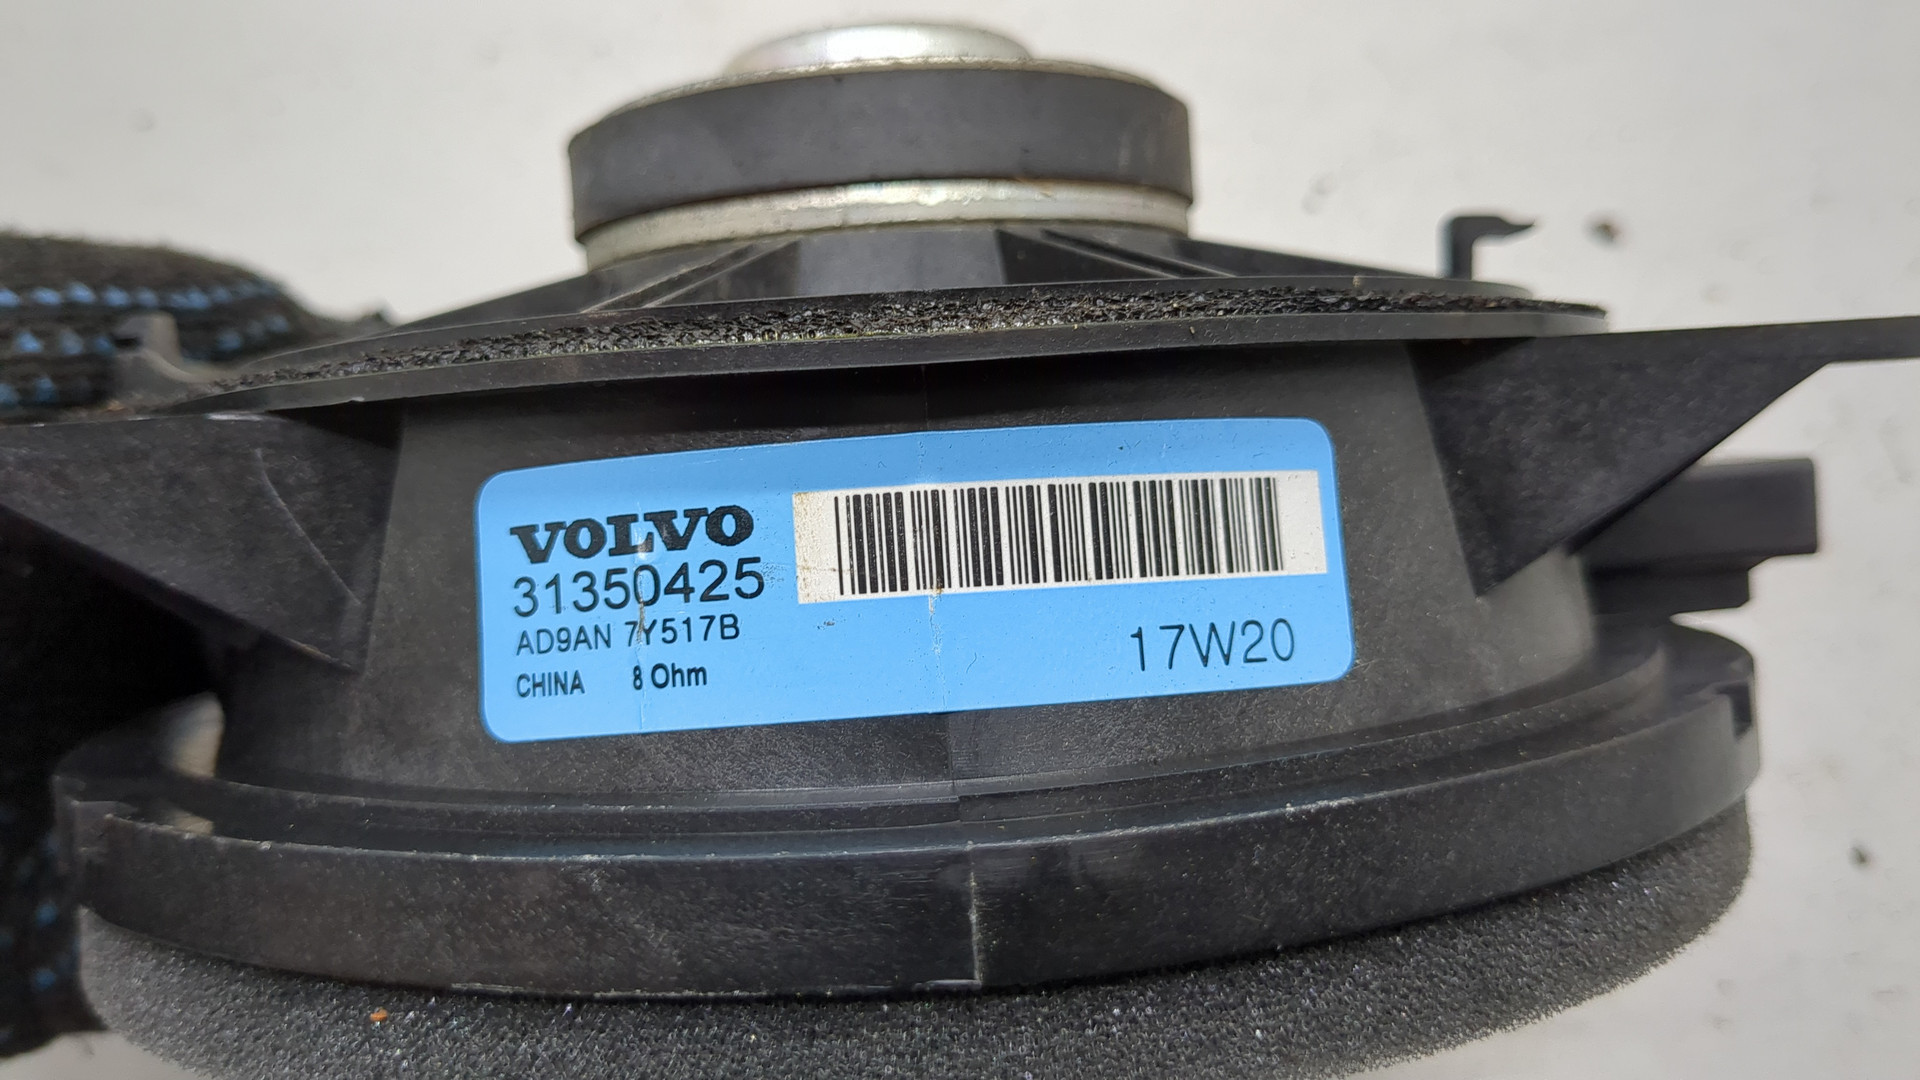 VOLVO
31350425
AD9AN 7Y517B
CHINA 8 Ohm
17W20